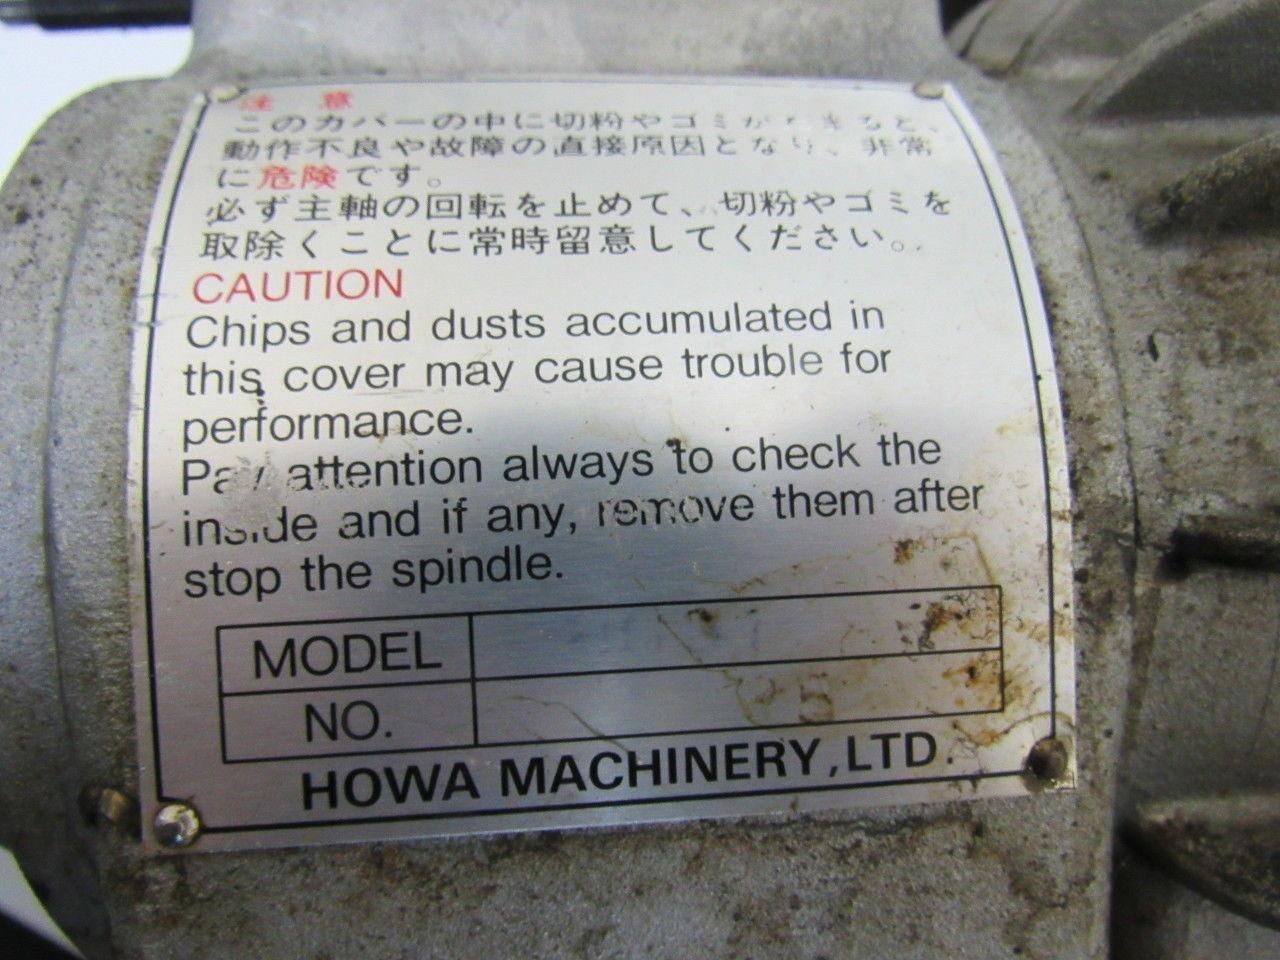 注 意
このカバーの中に切粉やゴミがたまると、
動作不良や故障の直接原因となり、非常
に危険です。
必ず主軸の回転を止めて、切粉やゴミを
取除くことに常時留意してください。
CAUTION
Chips and dusts accumulated in
this cover may cause trouble for
performance.
Pay attention always to check the
inside and if any, remove them after
stop the spindle.
MODEL
NO.
HOWA MACHINERY, LTD.